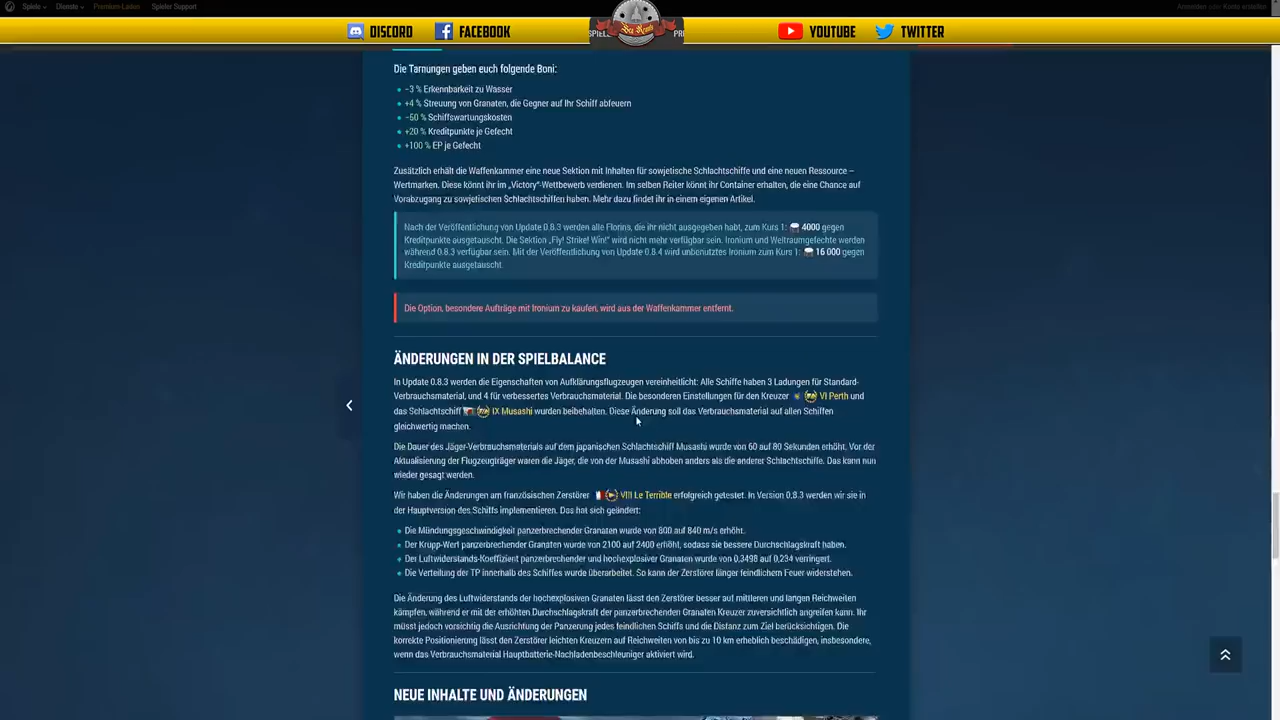 Spiele
Dienste
Premium-Laden
Spieler Support
Anmelden oder Konto erstellen
DISCORD
FACEBOOK
YOUTUBE
TWITTER
Die Tarnungen geben euch folgende Boni:
−3 % Erkennbarkeit zu Wasser
+4 % Streuung von Granaten, die Gegner auf Ihr Schiff abfeuern
−50 % Schiffswartungskosten
+20 % Kreditpunkte je Gefecht
+100 % EP je Gefecht
Zusätzlich erhält die Waffenkammer eine neue Sektion mit Inhalten für sowjetische Schlachtschiffe und eine neuen Ressource –
Wertmarken. Diese könnt ihr im „Victory"-Wettbewerb verdienen. Im selben Reiter könnt ihr Container erhalten, die eine Chance auf
Vorabzugang zu sowjetischen Schlachtschiffen haben. Mehr dazu findet ihr in einem eigenen Artikel.
Nach der Veröffentlichung von Update 0.8.3 werden alle Florins, die ihr nicht ausgegeben habt, zum Kurs 1: 4000 gegen
Kreditpunkte ausgetauscht. Die Sektion „Fly! Strike! Win!" wird nicht mehr verfügbar sein. Ironium und Weltraumgefechte werden
während 0.8.3 verfügbar sein. Mit der Veröffentlichung von Update 0.8.4 wird unbenutztes Ironium zum Kurs 1: 16 000 gegen
Kreditpunkte ausgetauscht.
Die Option, besondere Aufträge mit Ironium zu kaufen, wird aus der Waffenkammer entfernt.
ÄNDERUNGEN IN DER SPIELBALANCE
In Update 0.8.3 werden die Eigenschaften von Aufklärungsflugzeugen vereinheitlicht: Alle Schiffe haben 3 Ladungen für Standard-
Verbrauchsmaterial, und 4 für verbessertes Verbrauchsmaterial. Die besonderen Einstellungen für den Kreuzer VI Perth und
das Schlachtschiff IX Musashi wurden beibehalten. Diese Änderung soll das Verbrauchsmaterial auf allen Schiffen
gleichwertig machen.
Die Dauer des Jäger-Verbrauchsmaterials auf dem japanischen Schlachtschiff Musashi wurde von 60 auf 80 Sekunden erhöht. Vor der
Aktualisierung der Flugzeugträger waren die Jäger, die von der Musashi abhoben anders als die anderer Schlachtschiffe. Das kann nun
wieder gesagt werden.
Wir haben die Änderungen am französischen Zerstörer VIII Le Terrible erfolgreich getestet. In Version 0.8.3 werden wir sie in
der Hauptversion des Schiffs implementieren. Das hat sich geändert:
Die Mündungsgeschwindigkeit panzerbrechender Granaten wurde von 800 auf 840 m/s erhöht.
Der Krupp-Wert panzerbrechender Granaten wurde von 2100 auf 2400 erhöht, sodass sie bessere Durchschlagskraft haben.
Der Luftwiderstands-Koeffizient panzerbrechender und hochexplosiver Granaten wurde von 0,3498 auf 0,234 verringert.
Die Verteilung der TP innerhalb des Schiffes wurde überarbeitet. So kann der Zerstörer länger feindlichem Feuer widerstehen.
Die Änderung des Luftwiderstands der hochexplosiven Granaten lässt den Zerstörer besser auf mittleren und langen Reichweiten
kämpfen, während er mit der erhöhten Durchschlagskraft der panzerbrechenden Granaten Kreuzer zuversichtlich angreifen kann. Ihr
müsst jedoch vorsichtig die Ausrichtung der Panzerung jedes feindlichen Schiffs und die Distanz zum Ziel berücksichtigen. Die
korrekte Positionierung lässt den Zerstörer leichten Kreuzern auf Reichweiten von bis zu 10 km erheblich beschädigen, insbesondere,
wenn das Verbrauchsmaterial Hauptbatterie-Nachladenbeschleuniger aktiviert wird.
NEUE INHALTE UND ÄNDERUNGEN